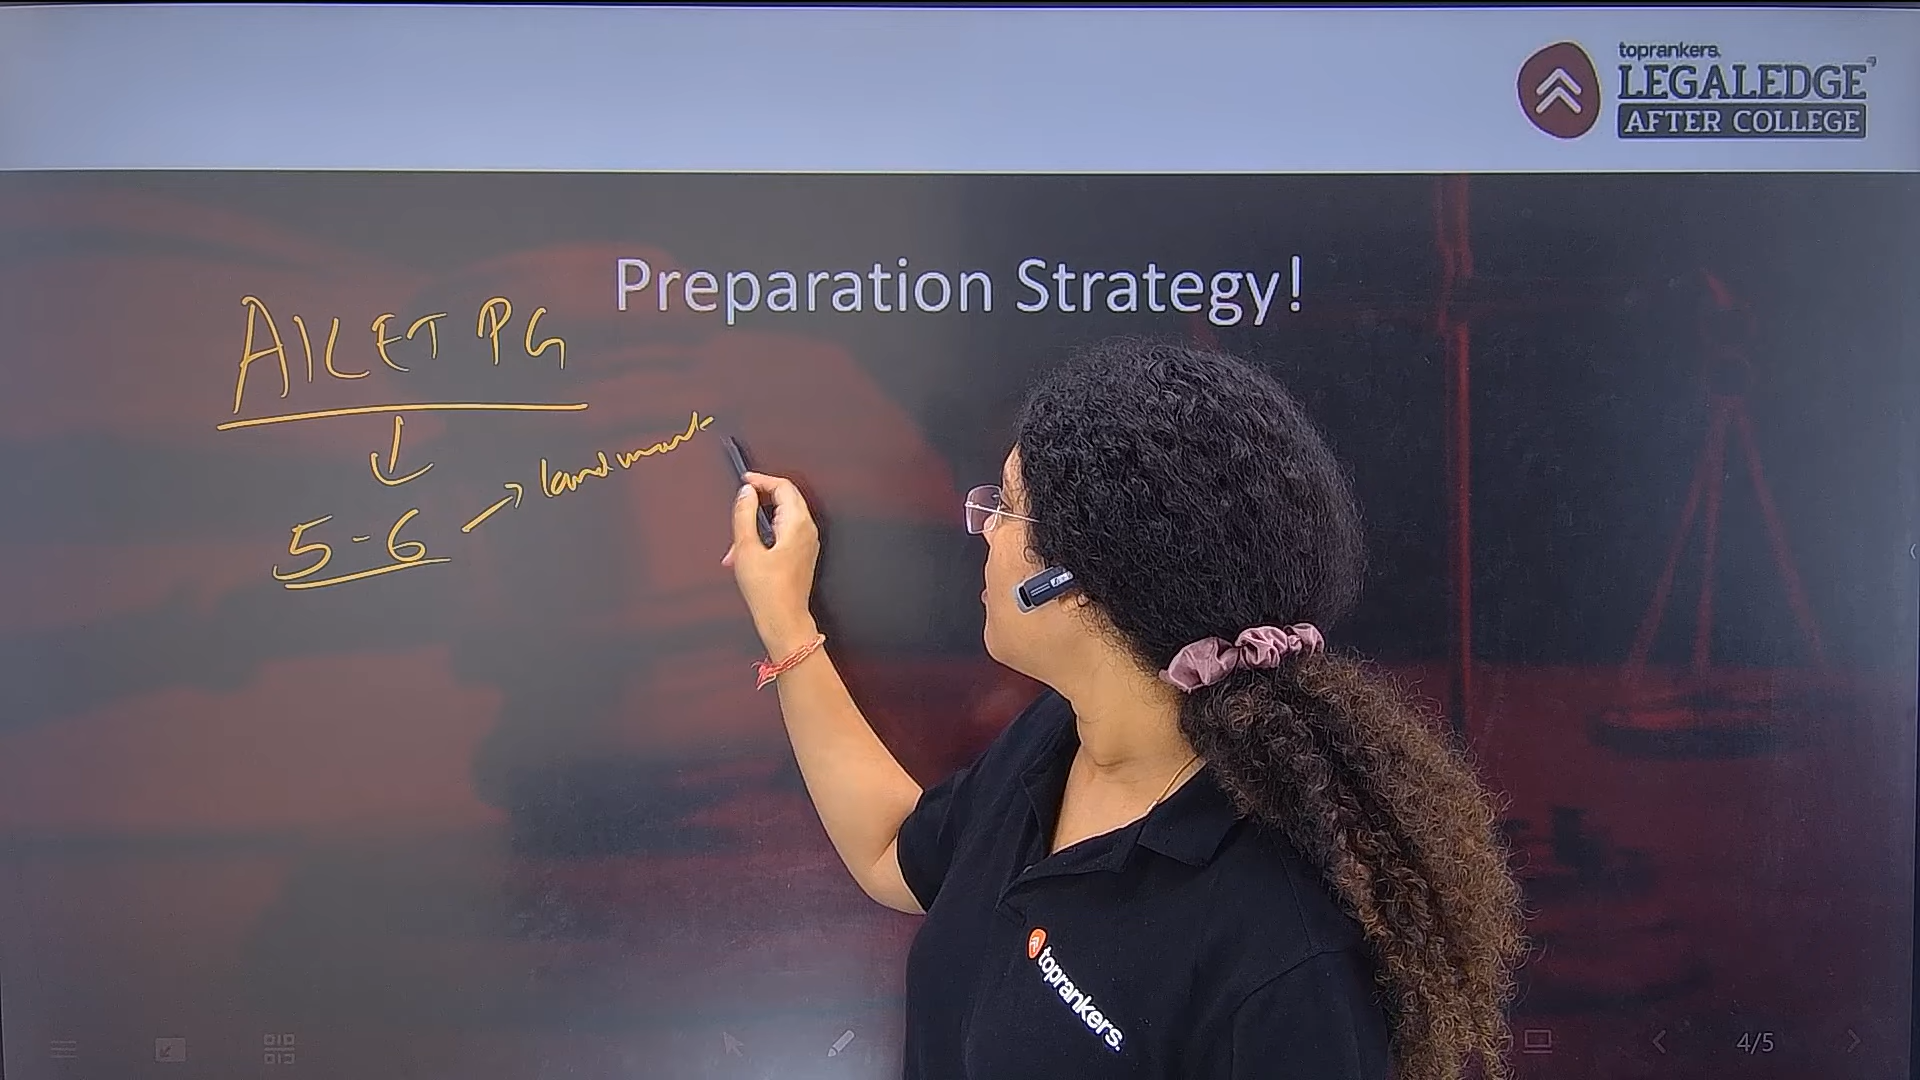 toprankers.
LEGALEDGE
AFTER COLLEGE
Preparation Strategy!
AILET PG
5-6 → landmark
toprankers.
4/5